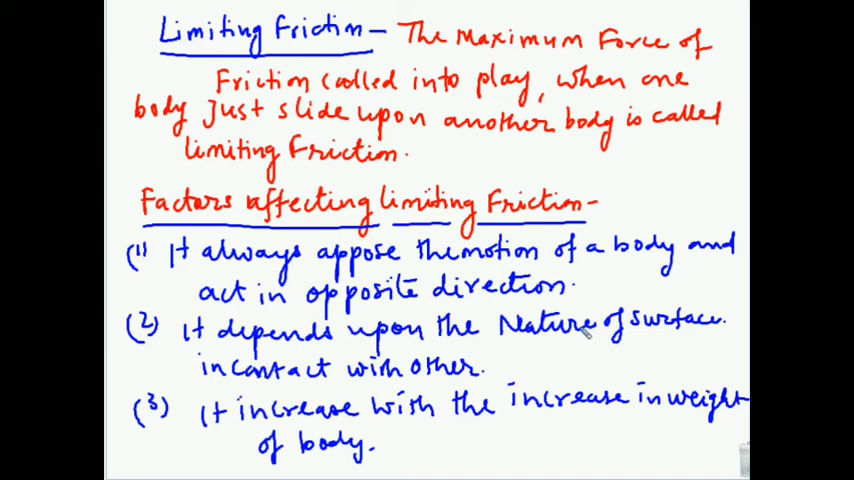 Limiting Friction - The Maximum Force of
Friction called into play, when one
body Just slide upon another body is called
limiting Friction.
Factors affecting limiting Friction -
(1) It always appose the motion of a body and
act in opposite direction.
(2) It depends upon the Nature of surface
in contact with other.
(3) It increase with the increase in weight
of body.